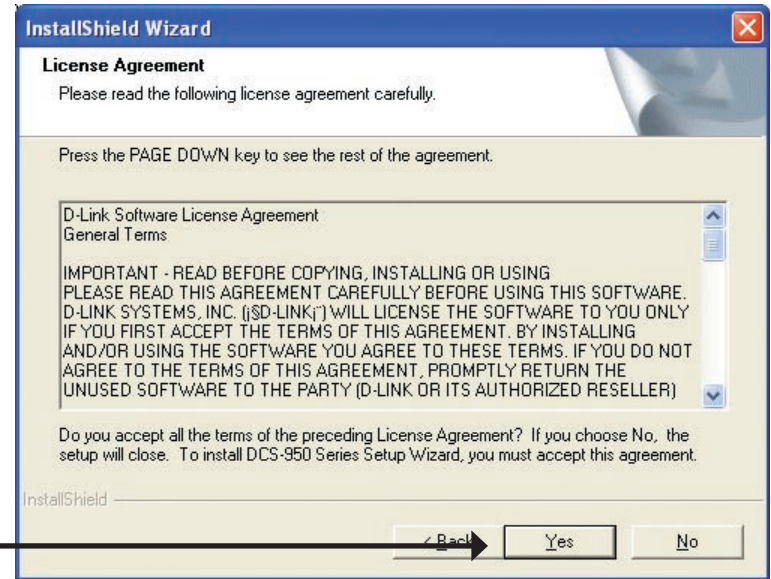 InstallShield Wizard
License Agreement
Please read the following license agreement carefully.
Press the PAGE DOWN key to see the rest of the agreement.
D-Link Software License Agreement
General Terms
IMPORTANT - READ BEFORE COPYING, INSTALLING OR USING
PLEASE READ THIS AGREEMENT CAREFULLY BEFORE USING THIS SOFTWARE.
D-LINK SYSTEMS, INC. (¡§D-LINK¡¨) WILL LICENSE THE SOFTWARE TO YOU ONLY
IF YOU FIRST ACCEPT THE TERMS OF THIS AGREEMENT. BY INSTALLING
AND/OR USING THE SOFTWARE YOU AGREE TO THESE TERMS. IF YOU DO NOT
AGREE TO THE TERMS OF THIS AGREEMENT, PROMPTLY RETURN THE
UNUSED SOFTWARE TO THE PARTY (D-LINK OR ITS AUTHORIZED RESELLER)
Do you accept all the terms of the preceding License Agreement? If you choose No, the
setup will close. To install DCS-950 Series Setup Wizard, you must accept this agreement.
InstallShield
< Back Yes No